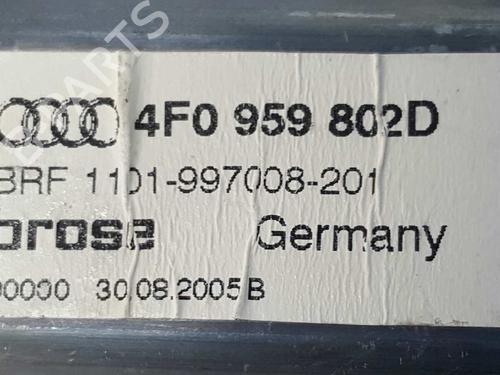 4F0 959 802D
BRF 1101-997008-201
Germany
30.08.2005 B